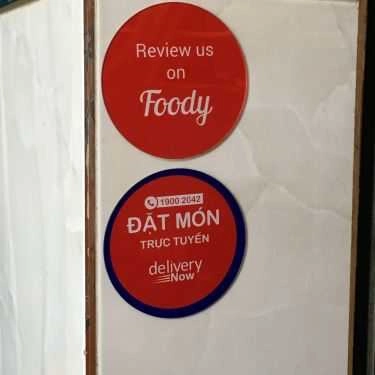 Review us
on
Foody
1900 2042
ĐẶT MÓN
TRỰC TUYẾN
delivery
Now